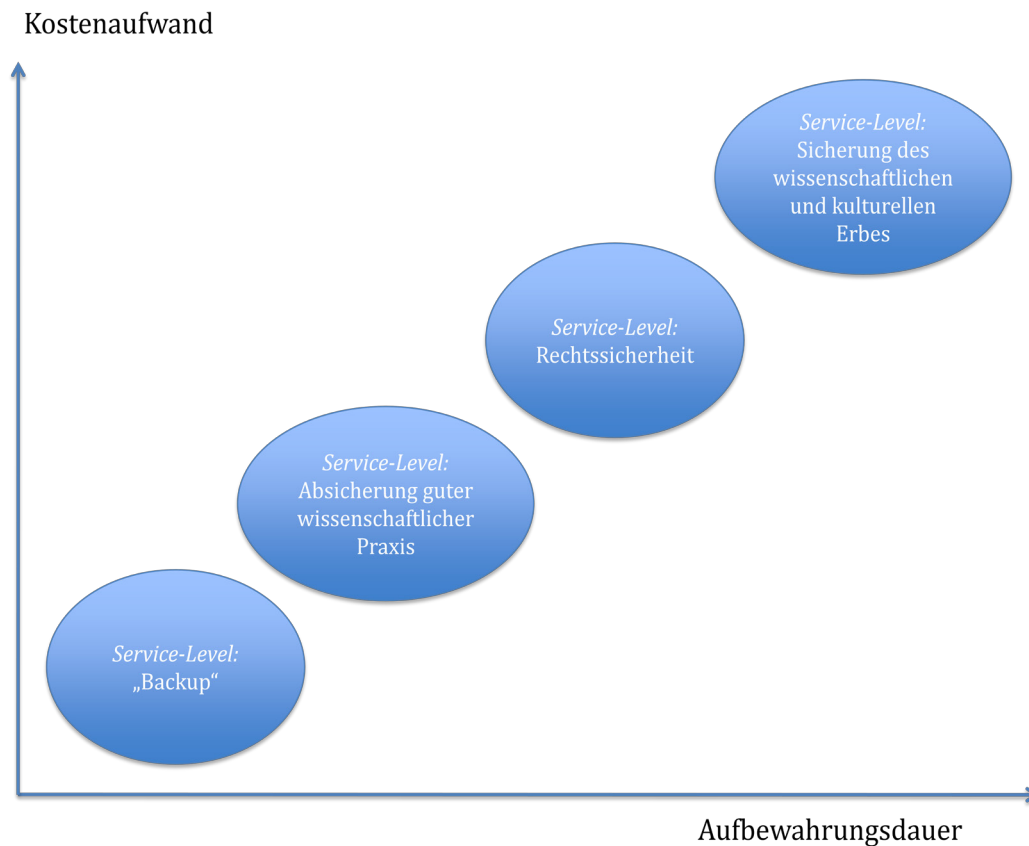 Kostenaufwand
Service-Level:
Sicherung des
wissenschaftlichen
und kulturellen
Erbes
Service-Level:
Rechtssicherheit
Service-Level:
Absicherung guter
wissenschaftlicher
Praxis
Service-Level:
„Backup“
Aufbewahrungsdauer